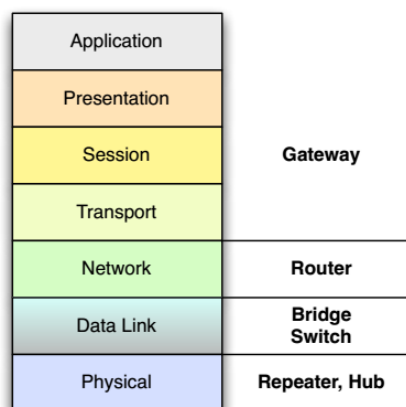 Application
Presentation
Session
Gateway
Transport
Network
Router
Data Link
Bridge
Switch
Physical
Repeater, Hub